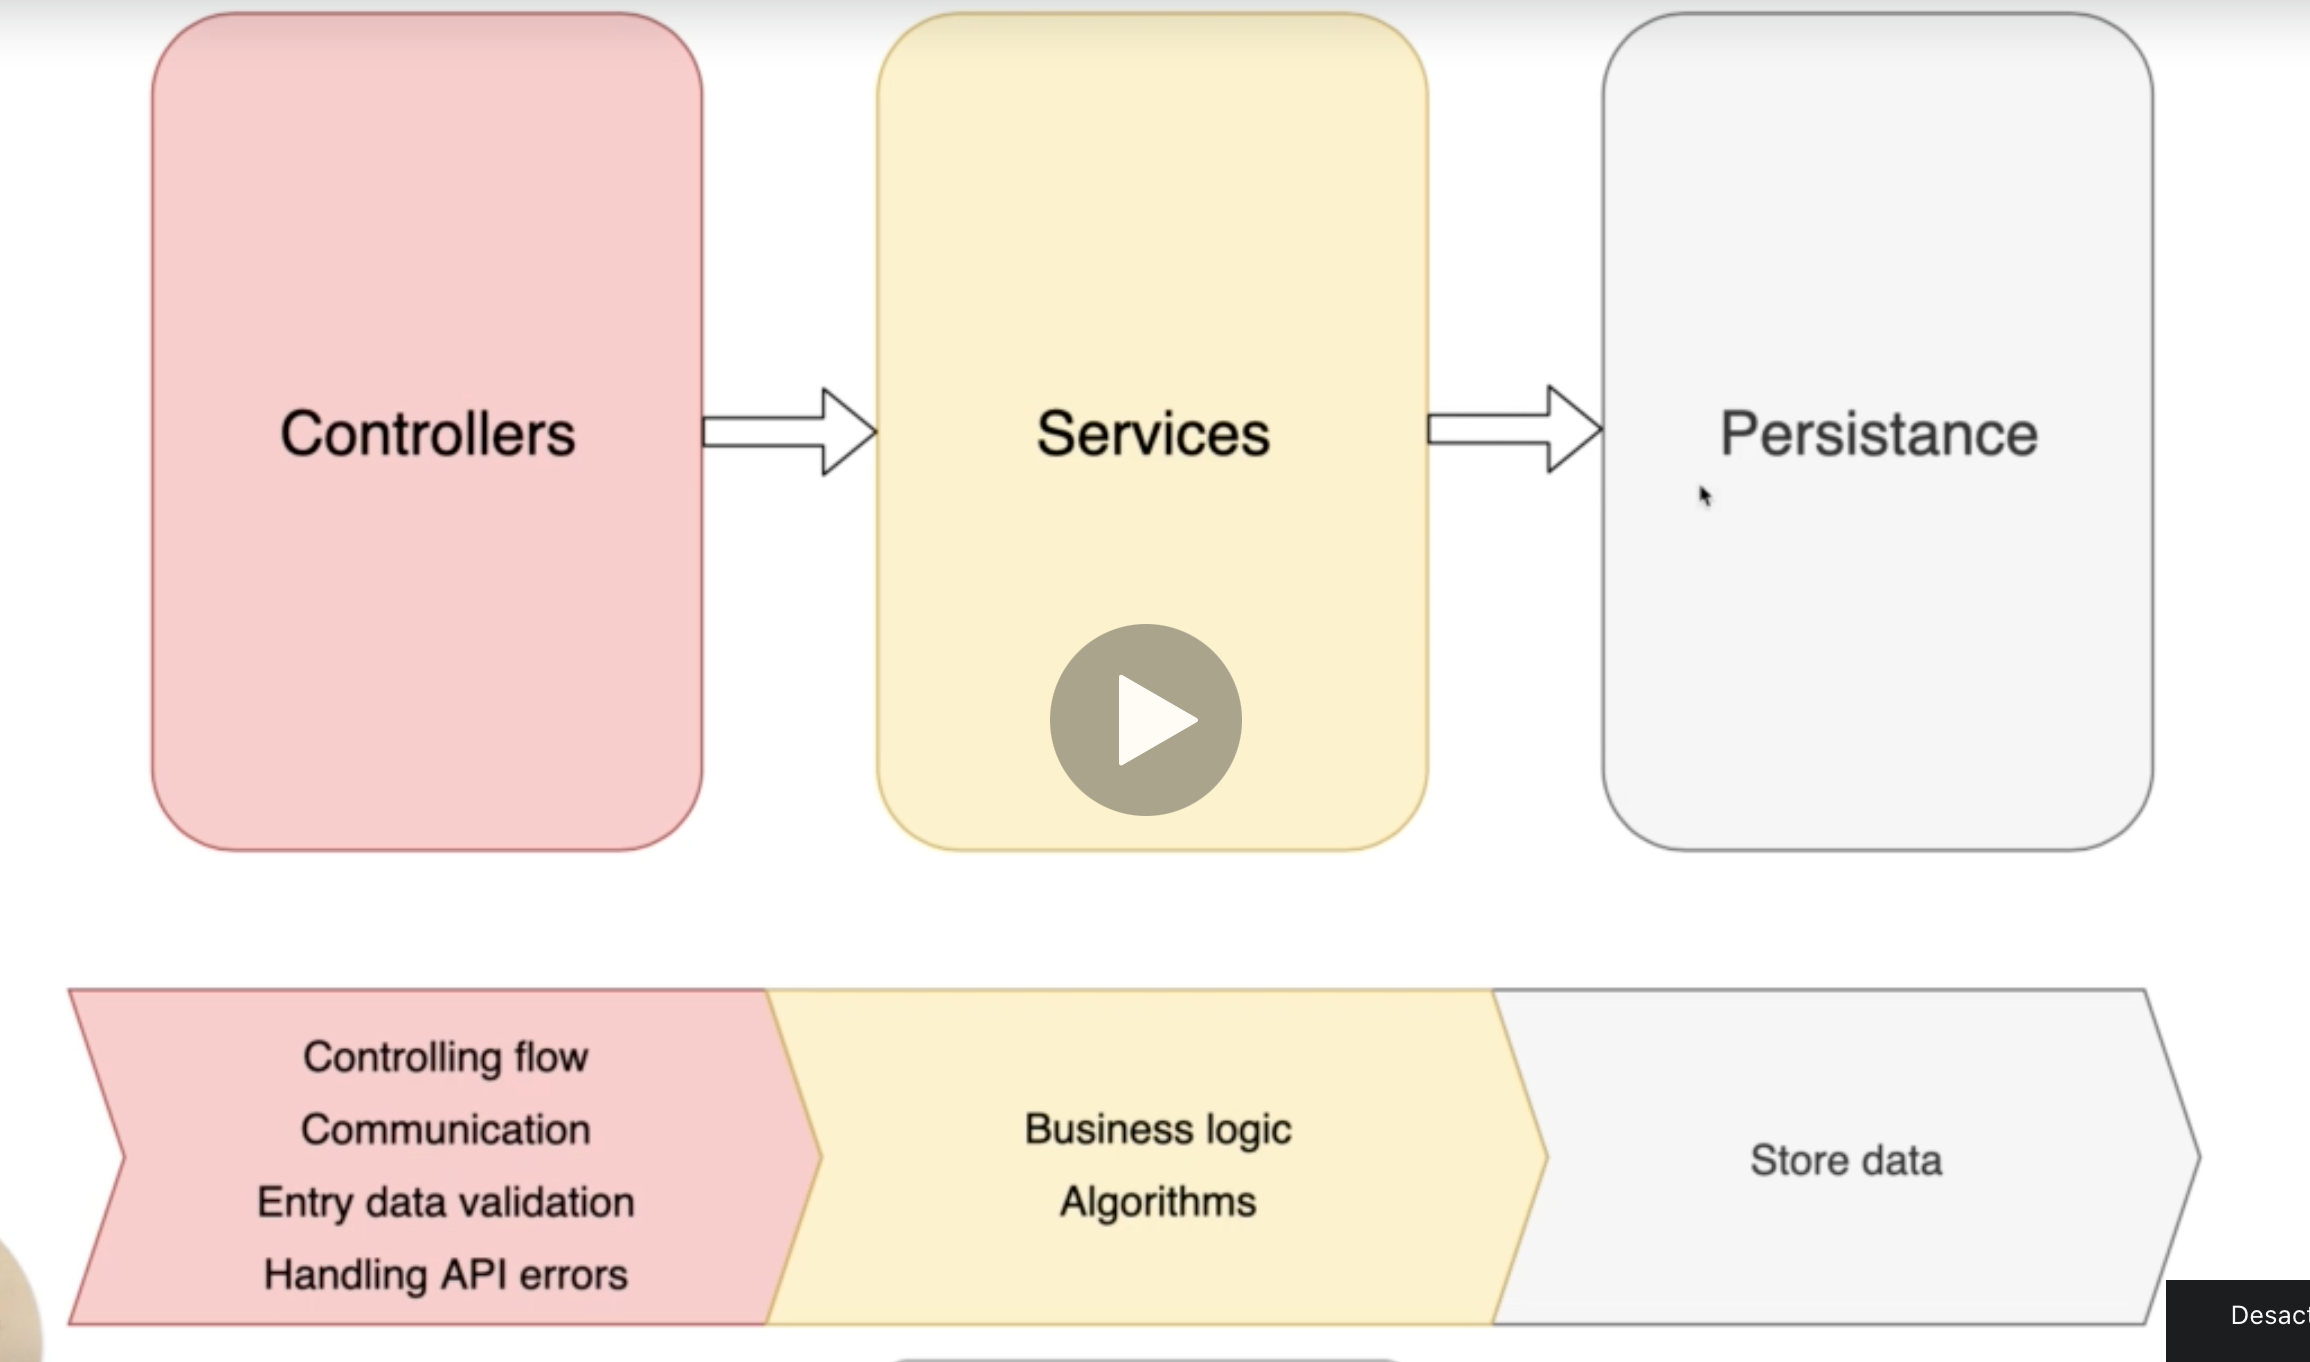 Controllers
Services
Persistance
Controlling flow
Communication
Entry data validation
Handling API errors
Business logic
Algorithms
Store data
Desact